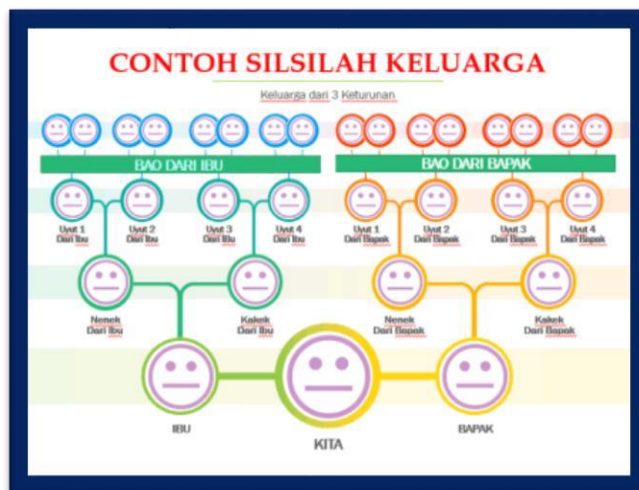 CONTOH SILSILAH KELUARGA
Keluarga dari 3 Keturunan
BAO DARI IBU
BAO DARI BAPAK
Uyut 1
Dari Ibu
Uyut 2
Dari Ibu
Uyut 3
Dari Ibu
Uyut 4
Dari Ibu
Uyut 1
Dari Bapak
Uyut 2
Dari Bapak
Uyut 3
Dari Bapak
Uyut 4
Dari Bapak
Nenek
Dari Ibu
Kakek
Dari Ibu
Nenek
Dari Bapak
Kakek
Dari Bapak
IBU
KITA
BAPAK